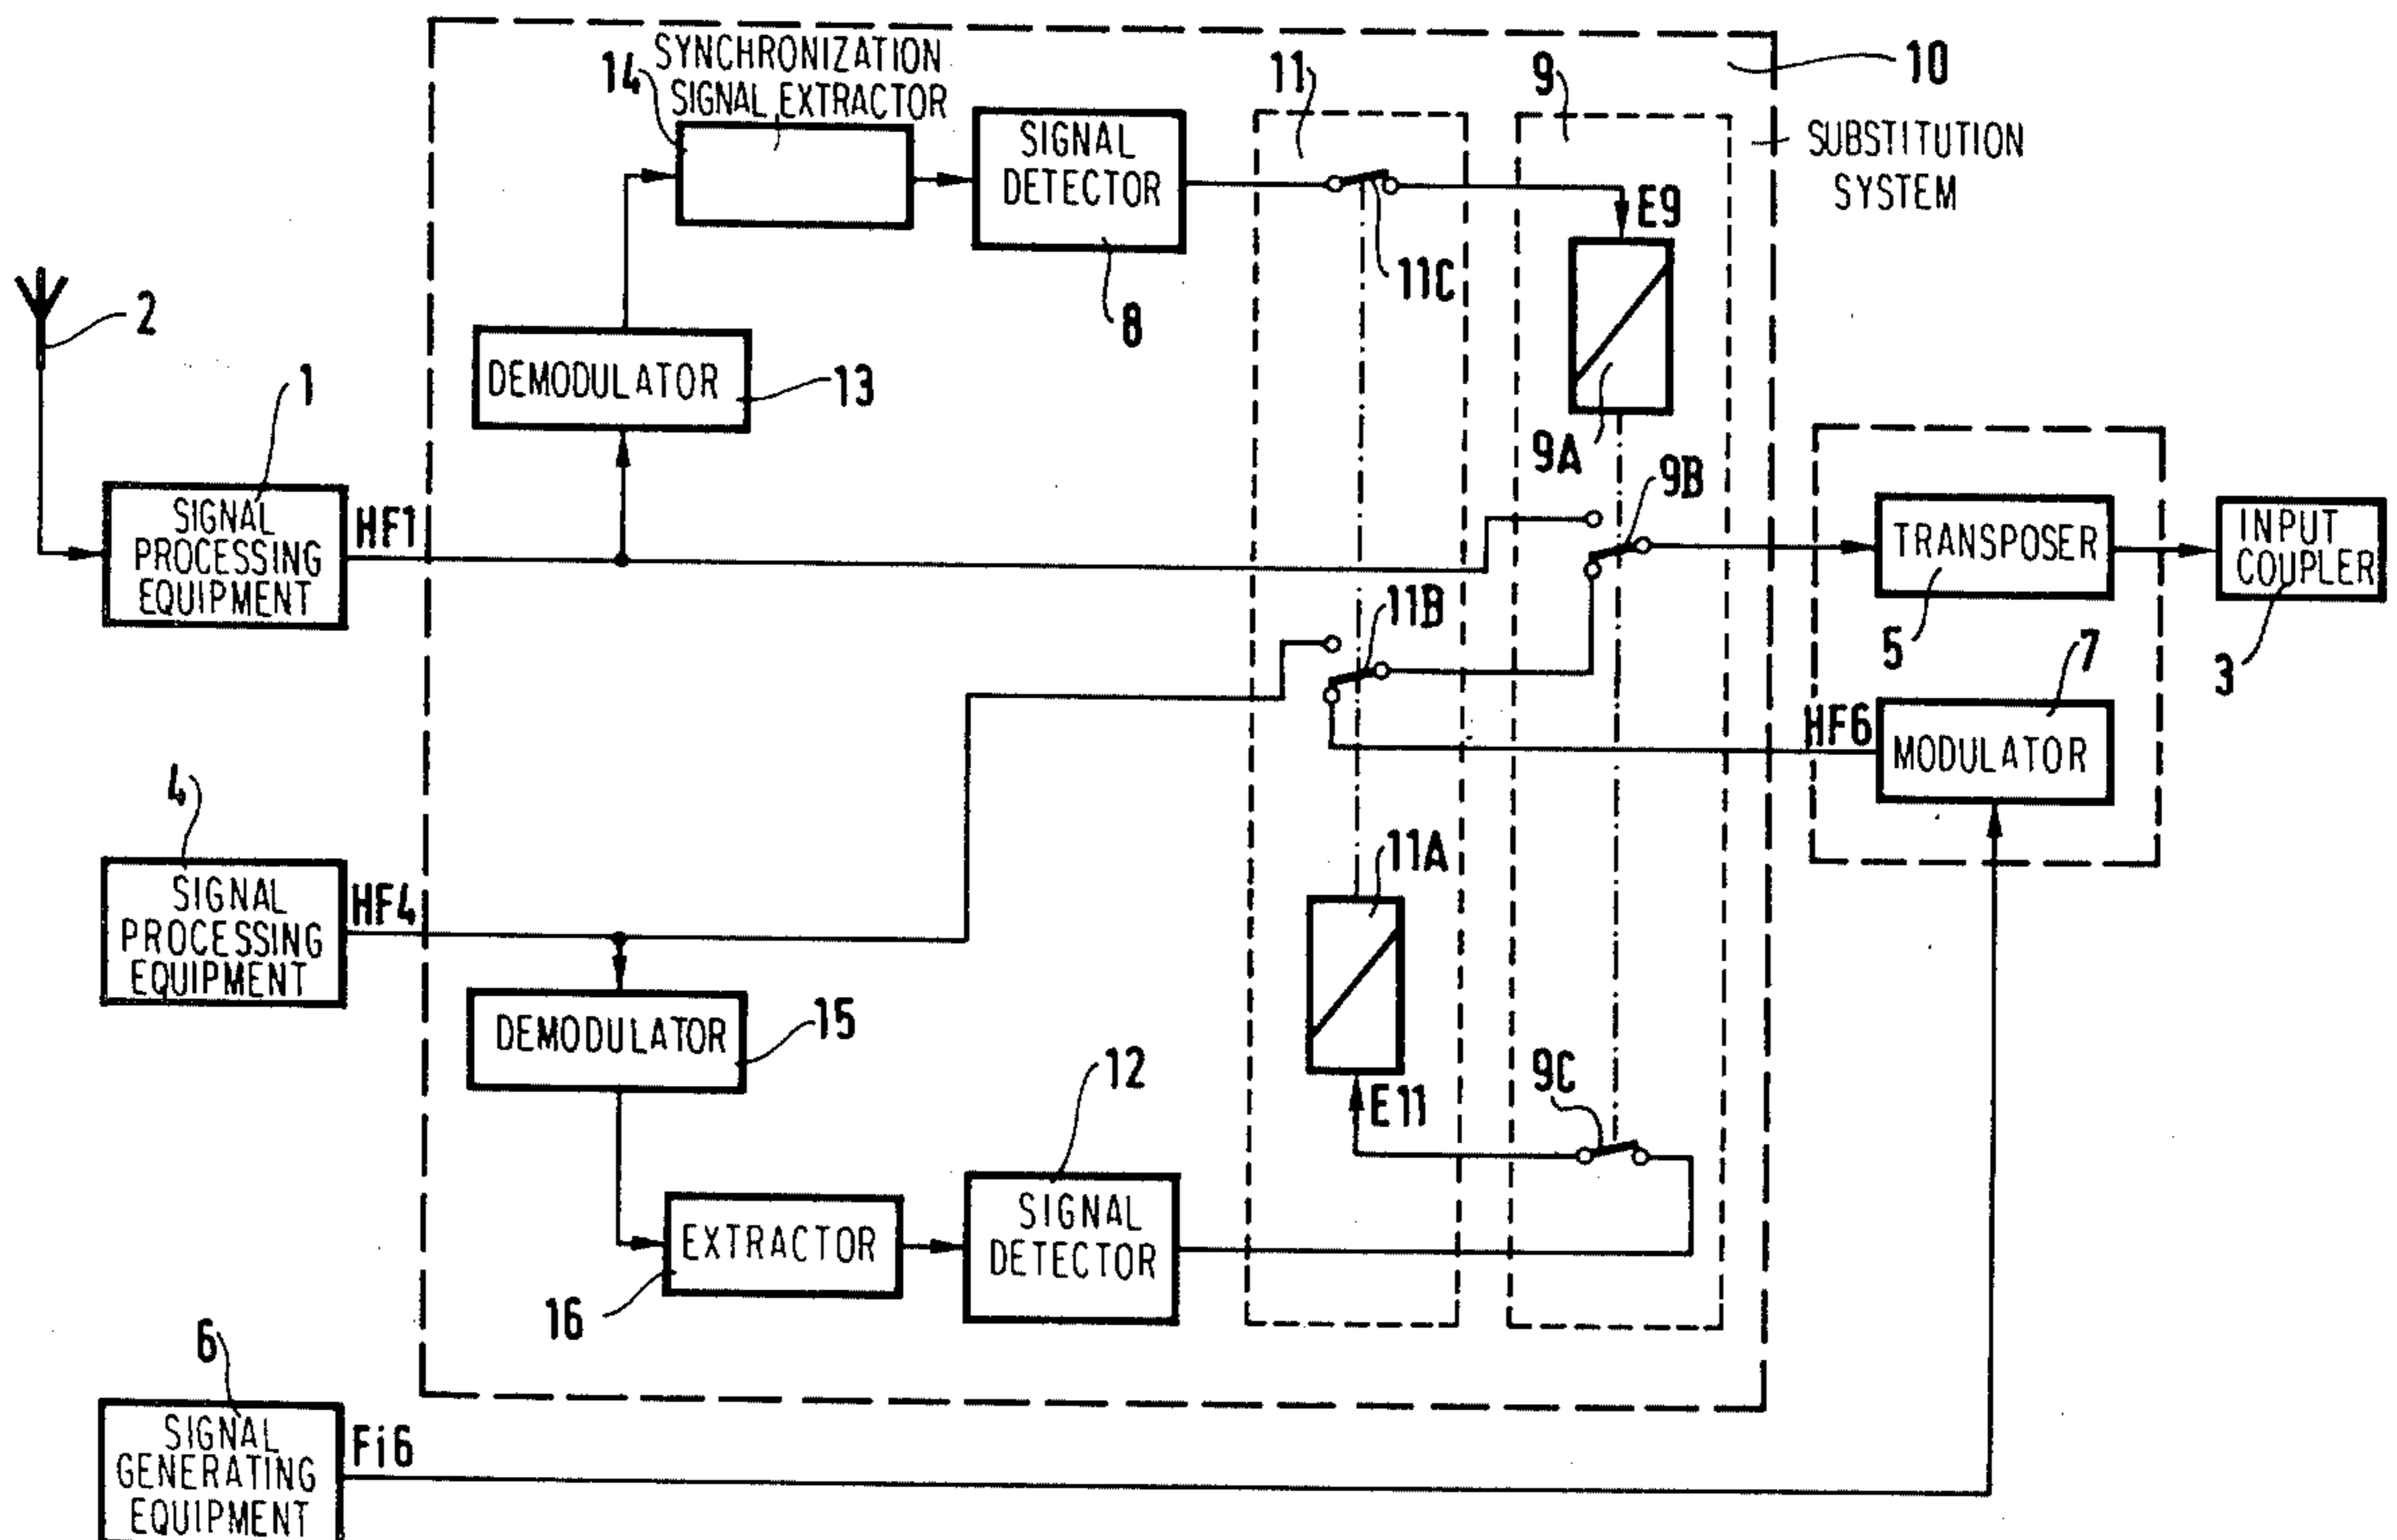 SYNCHRONIZATION
SIGNAL EXTRACTOR
14
11
9
10
SIGNAL
DETECTOR
SUBSTITUTION
SYSTEM
E9
11C
8
2
DEMODULATOR
13
1
9A
9B
SIGNAL
PROCESSING
EQUIPMENT
HF1
TRANSPOSER
INPUT
COUPLER
11B
5
7
3
HF6
MODULATOR
4
11A
SIGNAL
PROCESSING
EQUIPMENT
HF4
DEMODULATOR
15
12
9C
E11
SIGNAL
DETECTOR
EXTRACTOR
16
6
SIGNAL
GENERATING
EQUIPMENT
Fi6